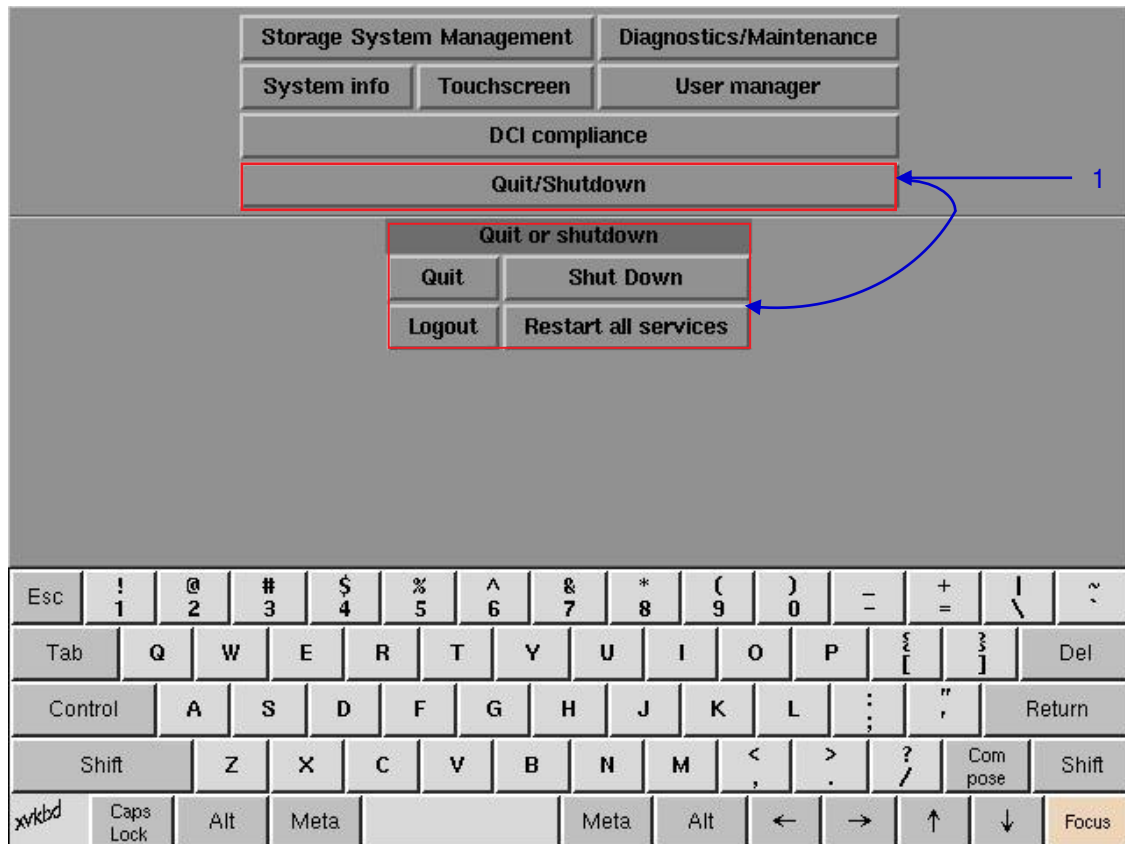 Storage System Management Diagnostics/Maintenance
System info Touchscreen User manager
DCI compliance
Quit/Shutdown 1
Quit or shutdown
Quit Shut Down
Logout Restart all services
Esc ! 1 @ 2 # 3 $ 4 % 5 ^ 6 & 7 * 8 ( 9 ) 0 _ - + = | \ ~ `
Tab Q W E R T Y U I O P { [ } ] Del
Control A S D F G H J K L : ; " ' Return
Shift Z X C V B N M < , > . ? / Com pose Shift
xvkbd Caps Lock Alt Meta Meta Alt ← → ↑ ↓ Focus